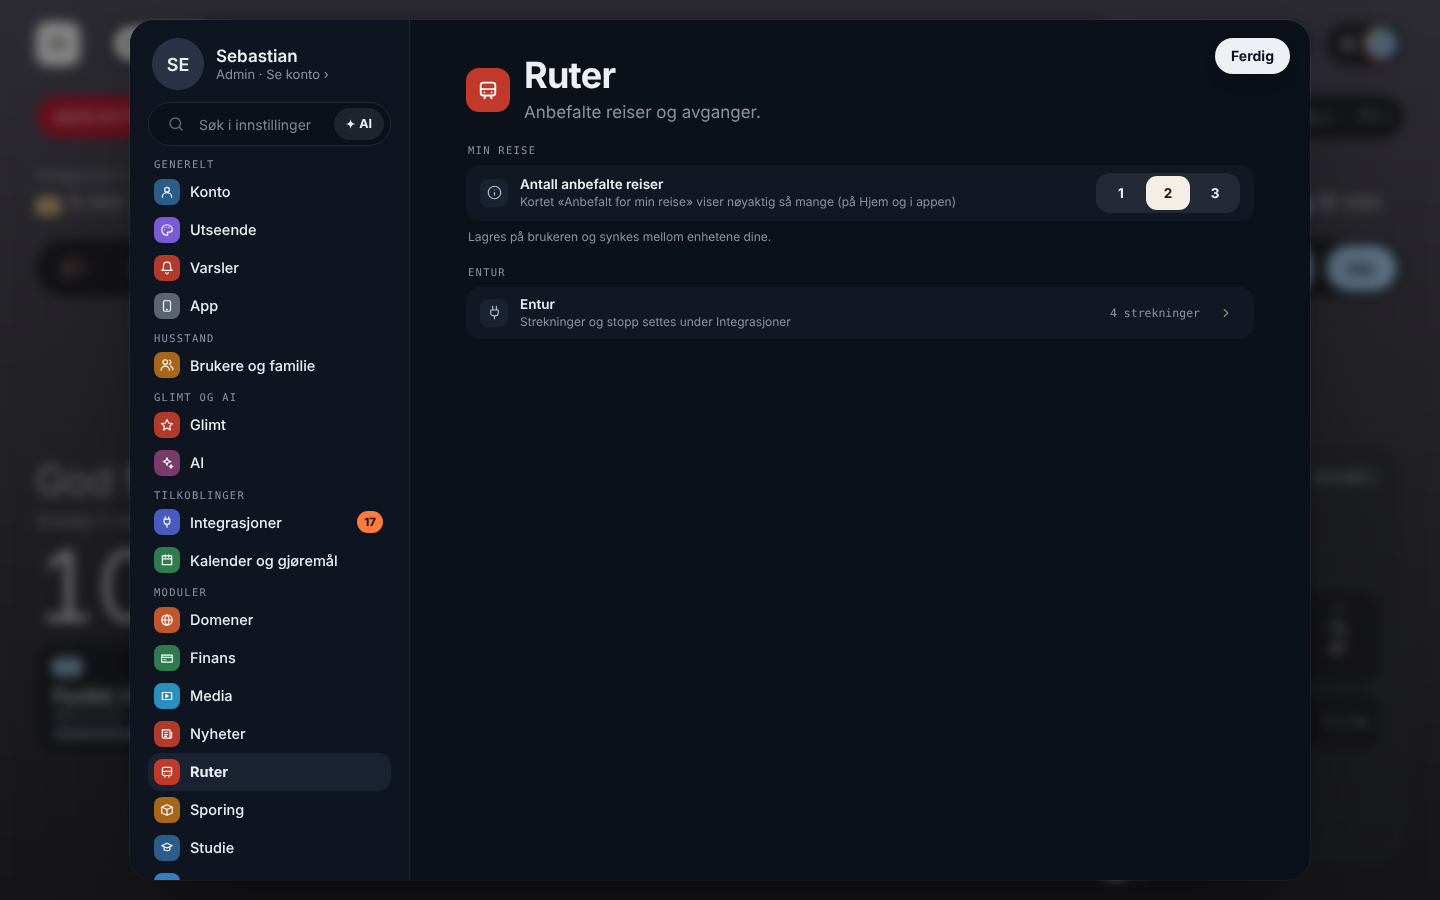 SE
Sebastian
Admin · Se konto ›
Søk i innstillinger
✦ AI
GENERELT
Konto
Utseende
Varsler
App
HUSSTAND
Brukere og familie
GLIMT OG AI
Glimt
AI
TILKOBLINGER
Integrasjoner
17
Kalender og gjøremål
MODULER
Domener
Finans
Media
Nyheter
Ruter
Sporing
Studie
Ferdig
Ruter
Anbefalte reiser og avganger.
MIN REISE
Antall anbefalte reiser
Kortet «Anbefalt for min reise» viser nøyaktig så mange (på Hjem og i appen)
1 2 3
Lagres på brukeren og synkes mellom enhetene dine.
ENTUR
Entur
Strekninger og stopp settes under Integrasjoner
4 strekninger
God
10